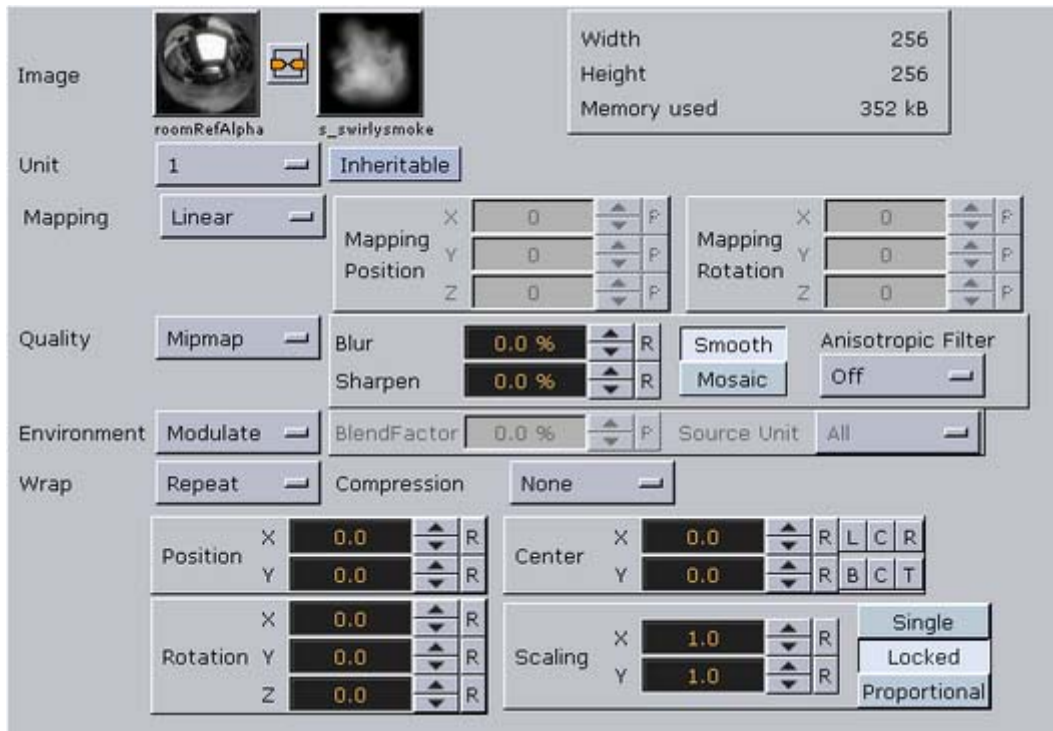 Image
roomRefAlpha
s_swirlysmoke
Width 256
Height 256
Memory used 352 kB
Unit 1 Inheritable
Mapping Linear
Mapping Position
X 0 P
Y 0 P
Z 0 P
Mapping Rotation
X 0 P
Y 0 P
Z 0 P
Quality Mipmap
Blur 0.0 % R
Sharpen 0.0 % R
Smooth
Mosaic
Anisotropic Filter
Off
Environment Modulate BlendFactor 0.0 % P Source Unit All
Wrap Repeat Compression None
Position
X 0.0 R
Y 0.0 R
Center
X 0.0 R L C R
Y 0.0 R B C T
Rotation
X 0.0 R
Y 0.0 R
Z 0.0 R
Scaling
X 1.0 R
Y 1.0 R
Single
Locked
Proportional